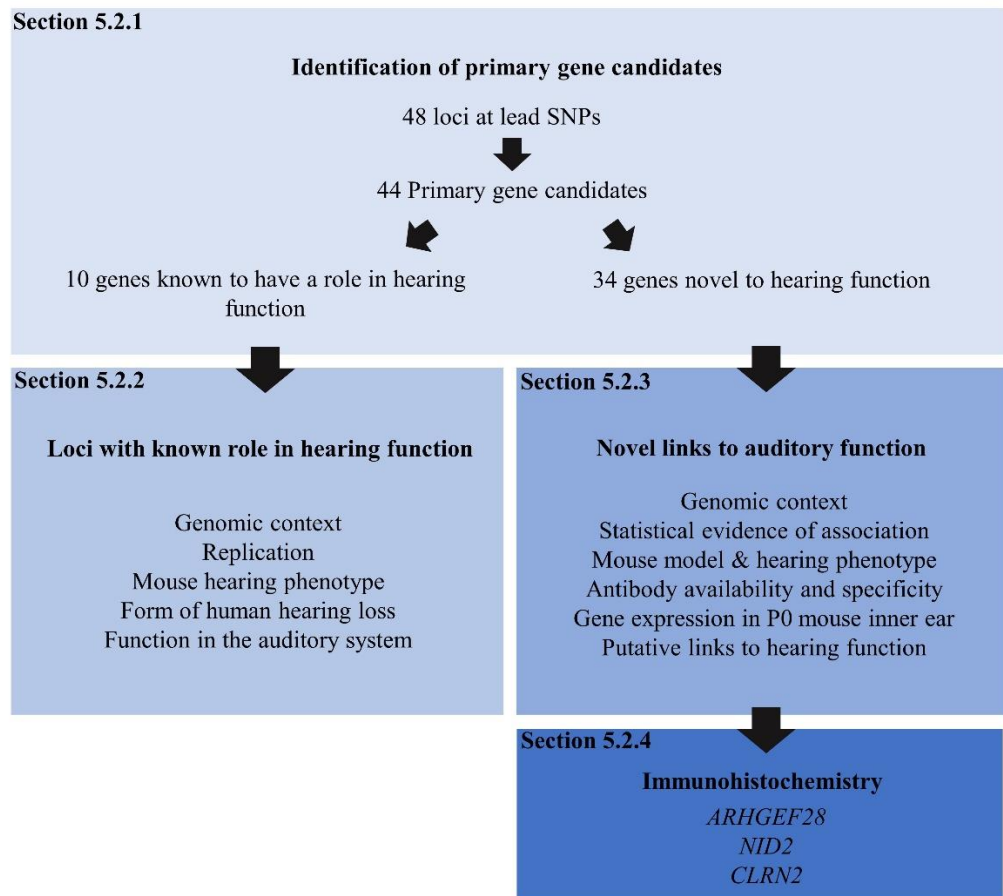 Section 5.2.1
Identification of primary gene candidates
48 loci at lead SNPs
44 Primary gene candidates
10 genes known to have a role in hearing
function
34 genes novel to hearing function
Section 5.2.2
Loci with known role in hearing function
Genomic context
Replication
Mouse hearing phenotype
Form of human hearing loss
Function in the auditory system
Section 5.2.3
Novel links to auditory function
Genomic context
Statistical evidence of association
Mouse model & hearing phenotype
Antibody availability and specificity
Gene expression in P0 mouse inner ear
Putative links to hearing function
Section 5.2.4
Immunohistochemistry
ARHGEF28
NID2
CLRN2